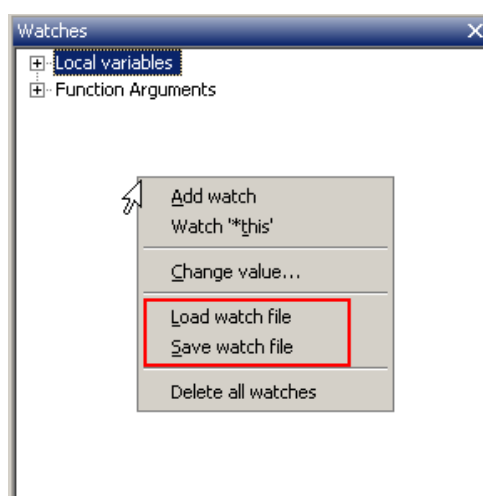 Watches
Local variables
Function Arguments
Add watch
Watch '*this'
Change value...
Load watch file
Save watch file
Delete all watches